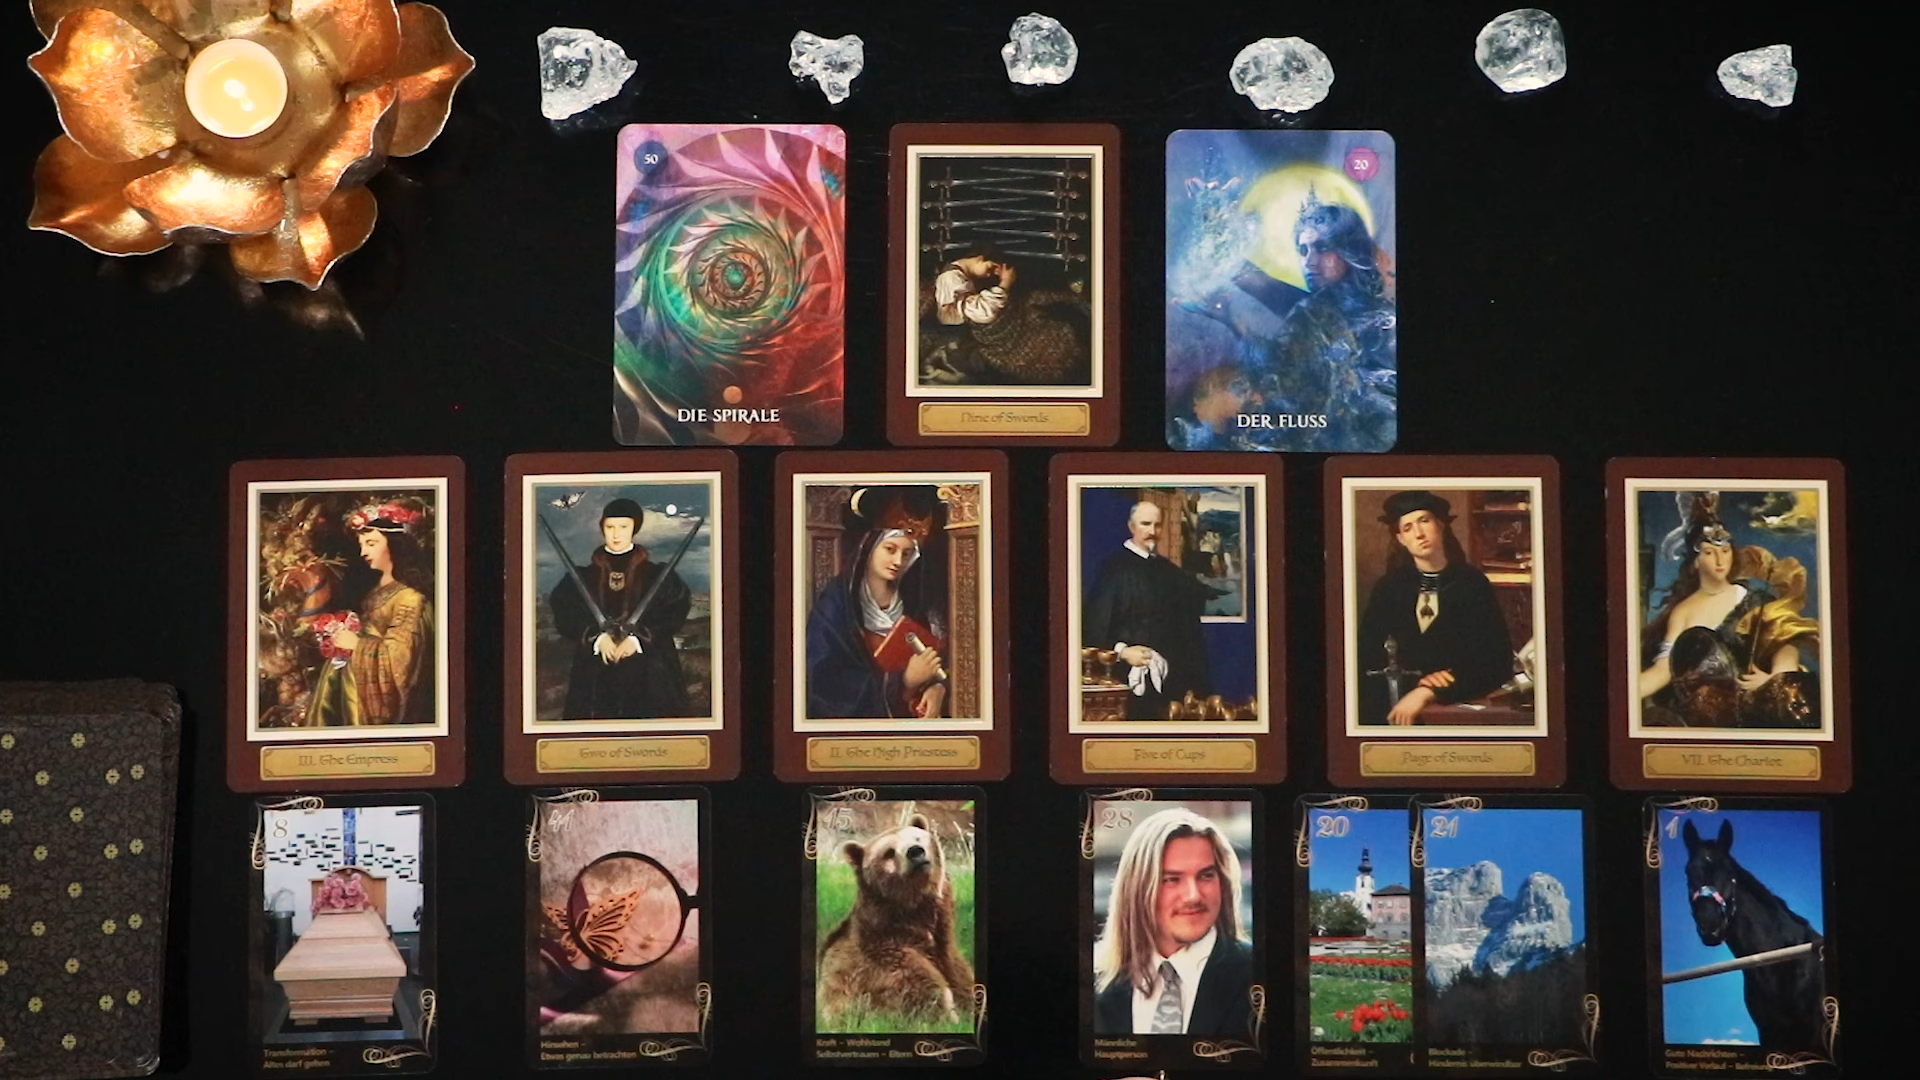 50
20
DIE SPIRALE
Nine of Swords
DER FLUSS
III. The Empress
Two of Swords
II. The High Priestess
Five of Cups
Page of Swords
VII. The Chariot
8
41
15
28
20
21
1
Transformation –
Altes darf gehen
Hinsehen –
Etwas genau betrachten
Kraft – Wohlstand
Selbstvertrauen – Eltern
Männliche
Hauptperson
Öffentlichkeit –
Zusammenkunft
Blockade –
Hindernis überwindbar
Gute Nachrichten –
Positiver Verlauf –